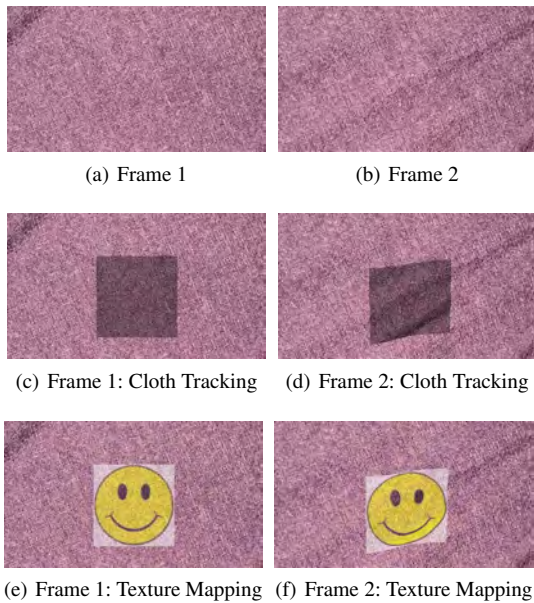 (a) Frame 1
(b) Frame 2
(c) Frame 1: Cloth Tracking
(d) Frame 2: Cloth Tracking
(e) Frame 1: Texture Mapping
(f) Frame 2: Texture Mapping